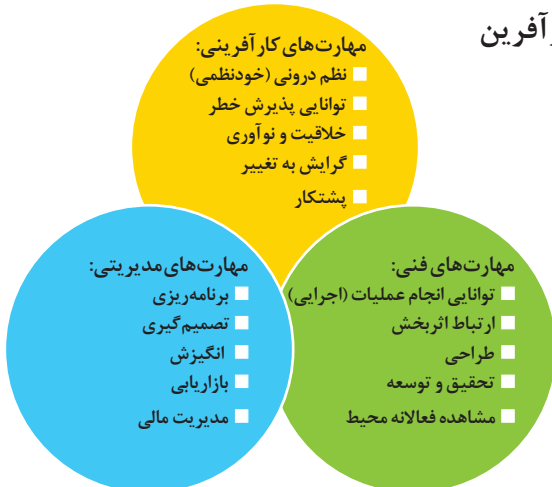 آفرین
مهارت‌های کارآفرینی:
نظم درونی (خودنظمی)
توانایی پذیرش خطر
خلاقیت و نوآوری
گرایش به تغییر
پشتکار
مهارت‌های فنی:
توانایی انجام عملیات (اجرایی)
ارتباط اثربخش
طراحی
تحقیق و توسعه
مشاهده فعالانه محیط
مهارت‌های مدیریتی:
برنامه‌ریزی
تصمیم‌گیری
انگیزش
بازاریابی
مدیریت مالی